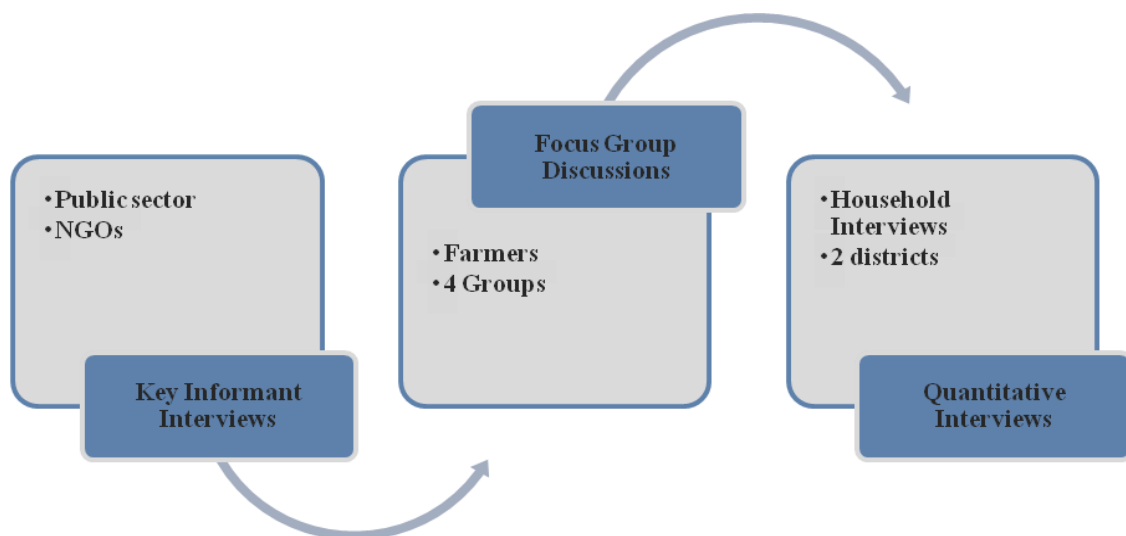 •Public sector
•NGOs
Key Informant
Interviews
Focus Group
Discussions
•Farmers
•4 Groups
•Household
Interviews
•2 districts
Quantitative
Interviews